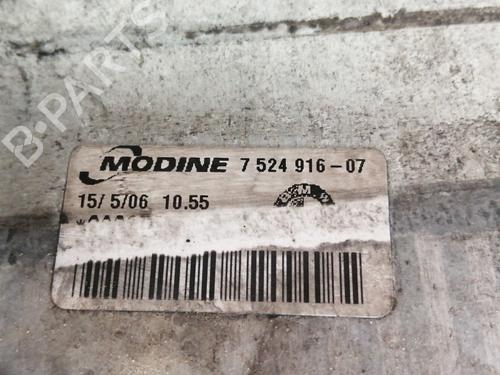 B-PARTS
MODINE 7 524 916-07
15/ 5/06 10.55